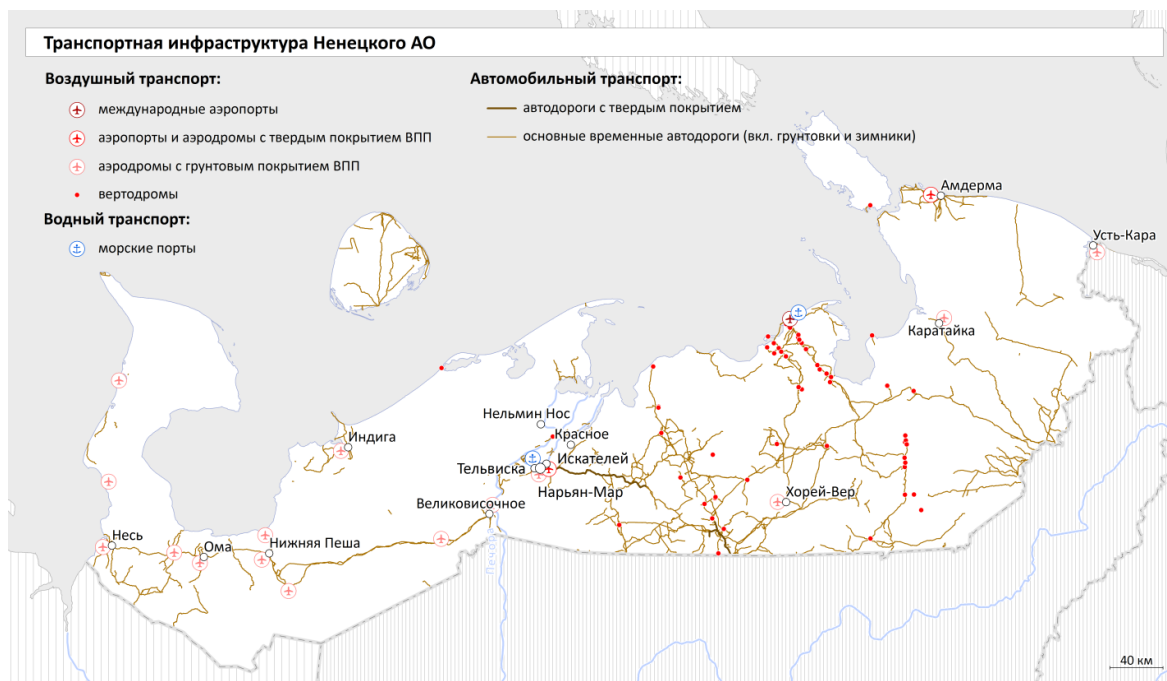 Транспортная инфраструктура Ненецкого АО
Воздушный транспорт:
международные аэропорты
аэропорты и аэродромы с твердым покрытием ВПП
аэродромы с грунтовым покрытием ВПП
вертодромы
Водный транспорт:
морские порты
Автомобильный транспорт:
автодороги с твердым покрытием
основные временные автодороги (вкл. грунтовки и зимники)
Амдерма
Усть-Кара
Каратайка
Нельмин Нос
Красное
Индига
Искателей
Тельвиска
Нарьян-Мар
Хорей-Вер
Великовисочное
Несь
Ома
Нижняя Пеша
Печора
40 км